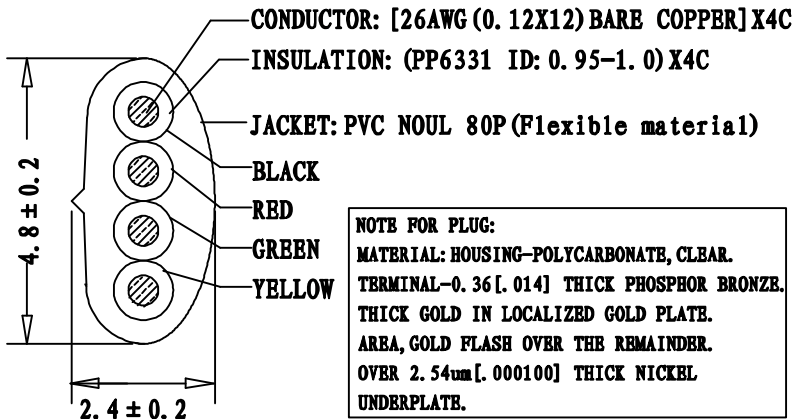 CONDUCTOR: [26AWG(0.12X12)BARE COPPER]X4C
INSULATION: (PP6331 ID:0.95-1.0)X4C
JACKET:PVC NOUL 80P(Flexible material)
BLACK
RED
GREEN
YELLOW
4.8±0.2
2.4±0.2
NOTE FOR PLUG:
MATERIAL:HOUSING-POLYCARBONATE,CLEAR.
TERMINAL-0.36[.014] THICK PHOSPHOR BRONZE.
THICK GOLD IN LOCALIZED GOLD PLATE.
AREA,GOLD FLASH OVER THE REMAINDER.
OVER 2.54um[.000100] THICK NICKEL
UNDERPLATE.